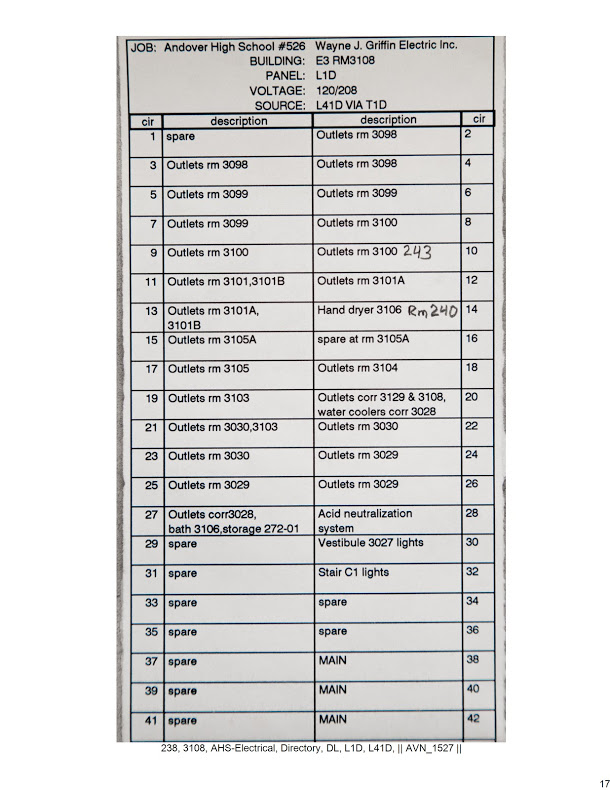 JOB: Andover High School #526 Wayne J. Griffin Electric Inc.
BUILDING: E3 RM3108
PANEL: L1D
VOLTAGE: 120/208
SOURCE: L41D VIA T1D
cir description description cir
1 spare Outlets rm 3098 2
3 Outlets rm 3098 Outlets rm 3098 4
5 Outlets rm 3099 Outlets rm 3099 6
7 Outlets rm 3099 Outlets rm 3100 8
9 Outlets rm 3100 Outlets rm 3100 243 10
11 Outlets rm 3101,3101B Outlets rm 3101A 12
13 Outlets rm 3101A, Hand dryer 3106 Rm240 14
3101B
15 Outlets rm 3105A spare at rm 3105A 16
17 Outlets rm 3105 Outlets rm 3104 18
19 Outlets rm 3103 Outlets corr 3129 & 3108, 20
water coolers corr 3028
21 Outlets rm 3030,3103 Outlets rm 3030 22
23 Outlets rm 3030 Outlets rm 3029 24
25 Outlets rm 3029 Outlets rm 3029 26
27 Outlets corr3028, Acid neutralization 28
bath 3106,storage 272-01 system
29 spare Vestibule 3027 lights 30
31 spare Stair C1 lights 32
33 spare spare 34
35 spare spare 36
37 spare MAIN 38
39 spare MAIN 40
41 spare MAIN 42
238, 3108, AHS-Electrical, Directory, DL, L1D, L41D, || AVN_1527 ||
17